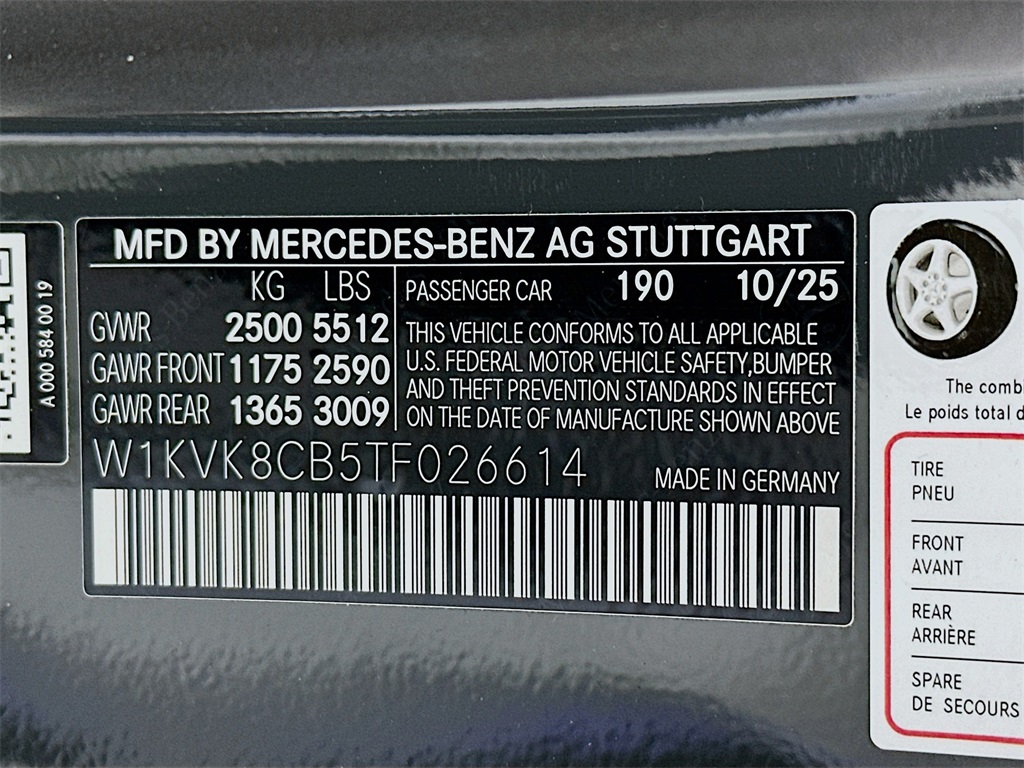 A 000 584 00 19
MFD BY MERCEDES-BENZ AG STUTTGART
KG LBS
GVWR 2500 5512
GAWR FRONT 1175 2590
GAWR REAR 1365 3009
PASSENGER CAR 190 10/25
THIS VEHICLE CONFORMS TO ALL APPLICABLE
U.S. FEDERAL MOTOR VEHICLE SAFETY,BUMPER
AND THEFT PREVENTION STANDARDS IN EFFECT
ON THE DATE OF MANUFACTURE SHOWN ABOVE
W1KVK8CB5TF026614
MADE IN GERMANY
The comb
Le poids total d
TIRE
PNEU
FRONT
AVANT
REAR
ARRIÈRE
SPARE
DE SECOURS